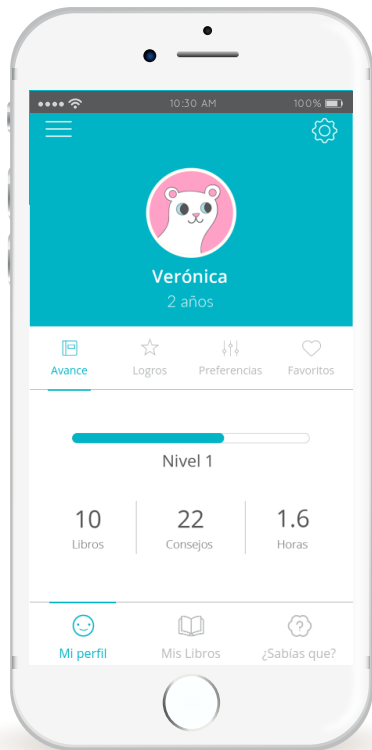 10:30 AM 100%
Verónica
2 años
Avance Logros Preferencias Favoritos
Nivel 1
10 22 1.6
Libros Consejos Horas
Mi perfil Mis Libros ¿Sabías que?